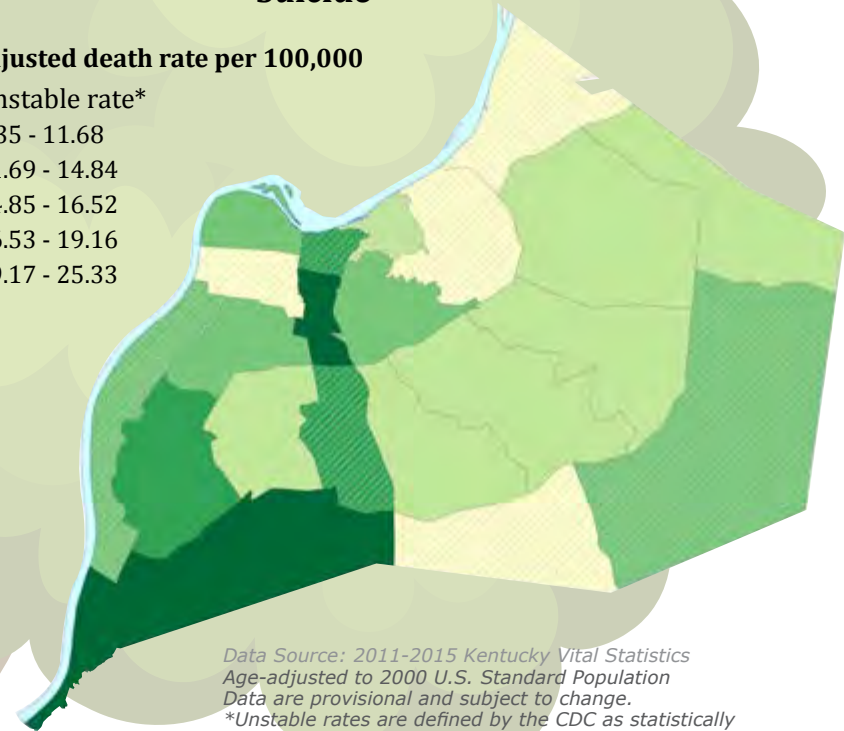 Suicide
justed death rate per 100,000
nstable rate*
35 - 11.68
.69 - 14.84
.85 - 16.52
.53 - 19.16
.17 - 25.33
Data Source: 2011-2015 Kentucky Vital Statistics
Age-adjusted to 2000 U.S. Standard Population
Data are provisional and subject to change.
*Unstable rates are defined by the CDC as statistically